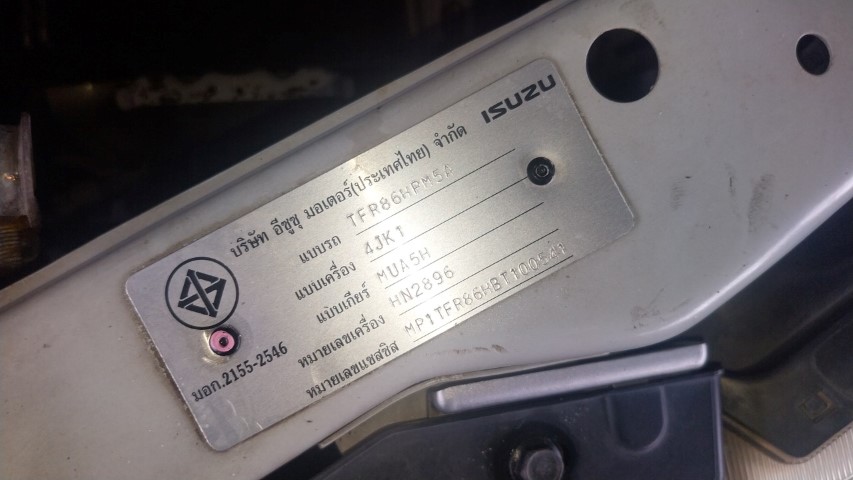 ISUZU
บริษัท อีซูซุ มอเตอร์(ประเทศไทย) จำกัด
แบบรถ TFR86HPM5A
แบบเครื่อง 4JK1
แบบเกียร์ MUA5H
หมายเลขเครื่อง HN2896
หมายเลขแชสซิส
มอก.2155-2546